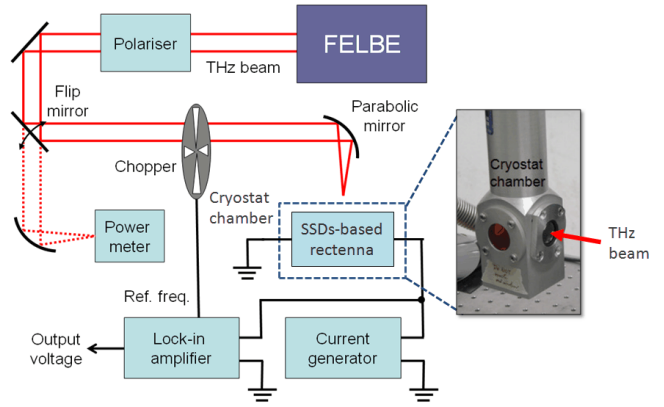 Polariser
FELBE
THz beam
Flip
mirror
Parabolic
mirror
Chopper
Cryostat
chamber
Cryostat
chamber
Power
meter
SSDs-based
rectenna
THz
beam
Ref. freq.
Output
voltage
Lock-in
amplifier
Current
generator